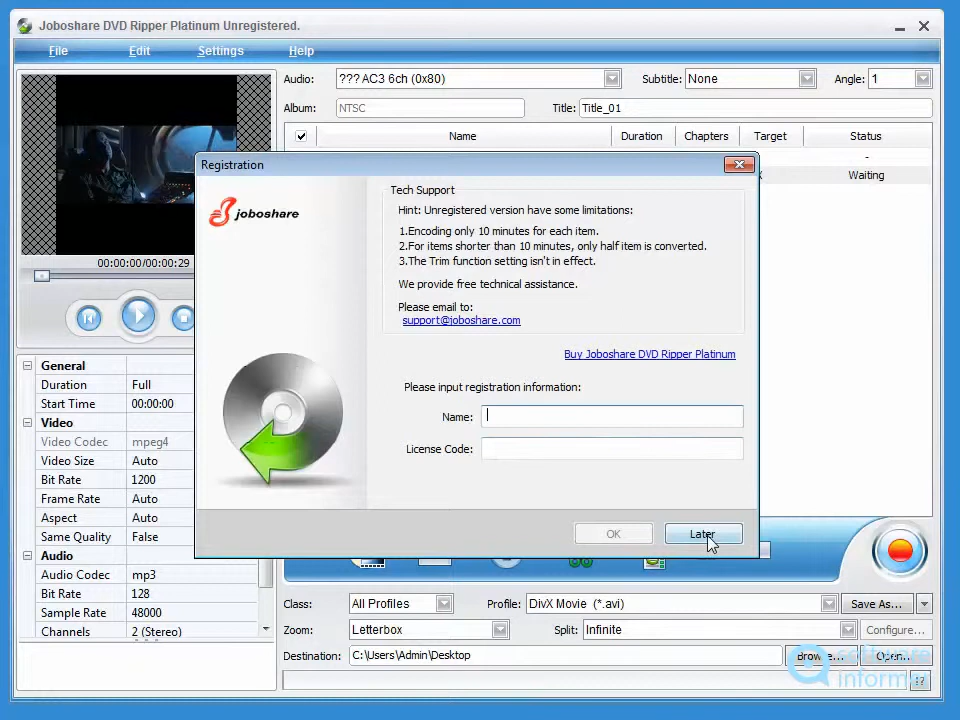 Joboshare DVD Ripper Platinum Unregistered.
File Edit Settings Help
Audio: ??? AC3 6ch (0x80) Subtitle: None Angle: 1
Album: NTSC Title: Title_01
Name Duration Chapters Target Status
-
Waiting
00:00:00/00:00:29
General
Duration Full
Start Time 00:00:00
Video
Video Codec mpeg4
Video Size Auto
Bit Rate 1200
Frame Rate Auto
Aspect Auto
Same Quality False
Audio
Audio Codec mp3
Bit Rate 128
Sample Rate 48000
Channels 2 (Stereo)
Registration
joboshare
Tech Support
Hint: Unregistered version have some limitations:
1.Encoding only 10 minutes for each item.
2.For items shorter than 10 minutes, only half item is converted.
3.The Trim function setting isn't in effect.
We provide free technical assistance.
Please email to:
support@joboshare.com
Buy Joboshare DVD Ripper Platinum
Please input registration information:
Name:
License Code:
OK Later
Class: All Profiles Profile: DivX Movie (*.avi) Save As...
Zoom: Letterbox Split: Infinite Configure...
Destination: C:\Users\Admin\Desktop Browse... Open...
software
informer